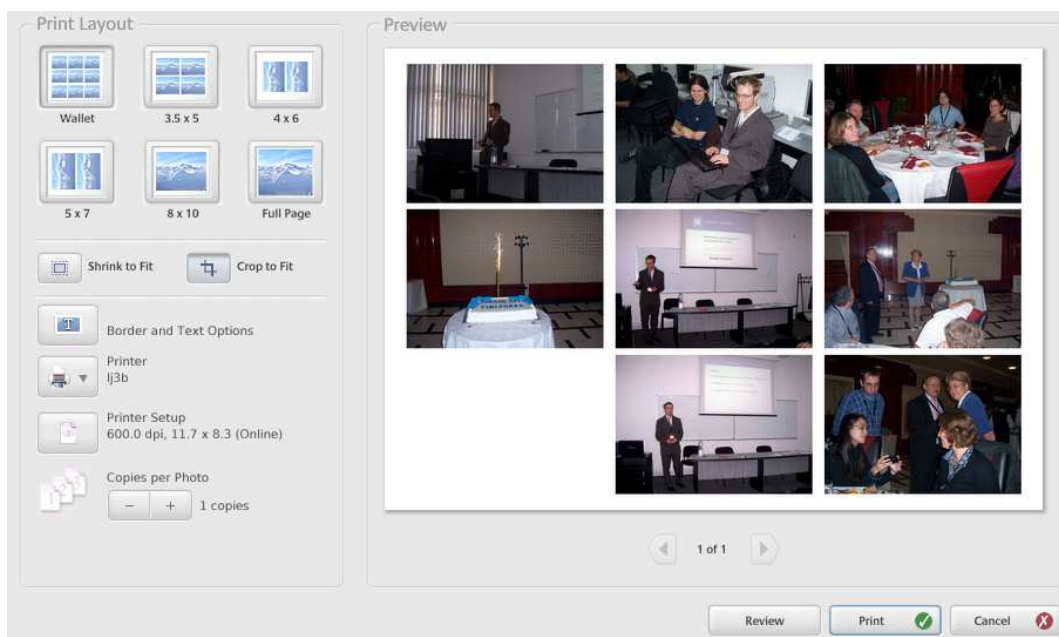 Print Layout
Wallet
3.5 x 5
4 x 6
5 x 7
8 x 10
Full Page
Shrink to Fit
Crop to Fit
T
Border and Text Options
Printer
lj3b
Printer Setup
600.0 dpi, 11.7 x 8.3 (Online)
Copies per Photo
− + 1 copies
Preview
1 of 1
Review
Print
Cancel